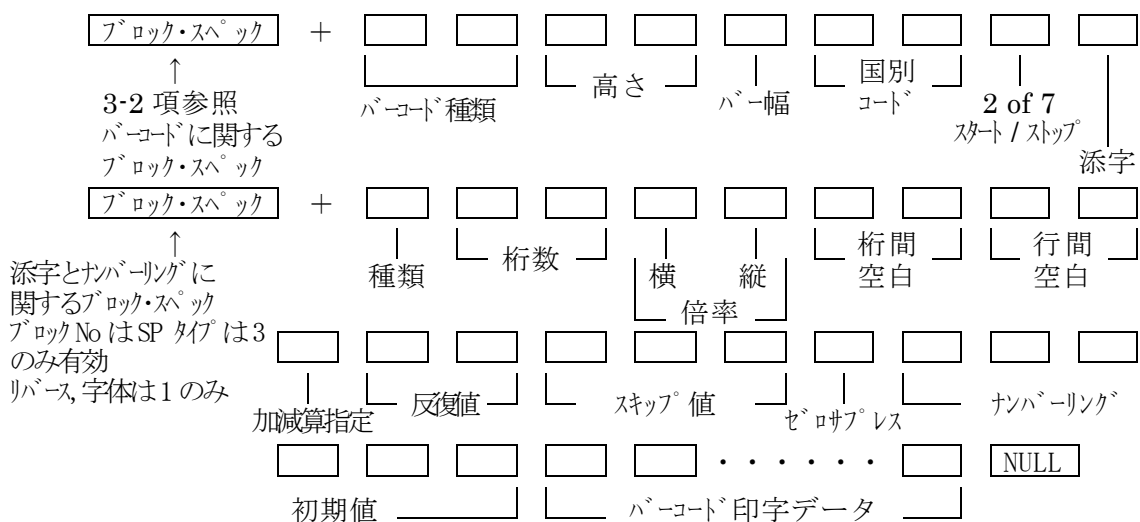 ブロック・スペック ＋
↑
3-2 項参照
バーコードに関する
ブロック・スペック
バーコード種類
高さ
バー幅
国別
コード
2 of 7
スタート / ストップ
添字
ブロック・スペック ＋
↑
添字とナンバーリングに
関するブロック・スペック
ブロック No は SP タイプは 3
のみ有効
リバース, 字体は 1 のみ
種類
桁数
横 縦
倍率
桁間
空白
行間
空白
加減算指定
反復値
スキップ値
ゼロサプレス
ナンバーリング
・・・・・・ NULL
初期値
バーコード印字データ